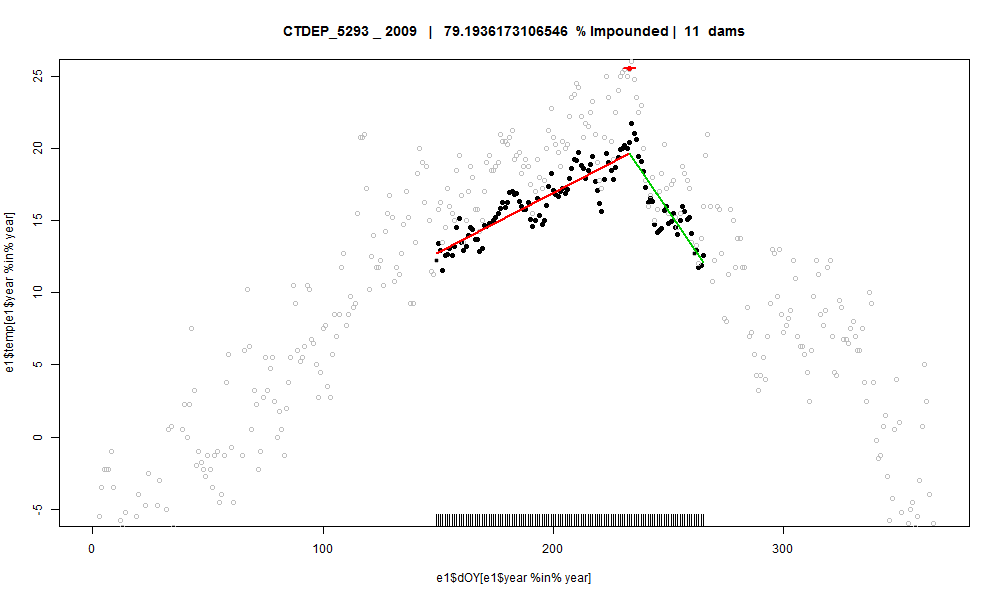 CTDEP_5293 _ 2009 | 79.1936173106546 % Impounded | 11 dams
e1$temp[e1$year %in% year]
25
20
15
10
5
0
-5
0 100 200 300
e1$dOY[e1$year %in% year]